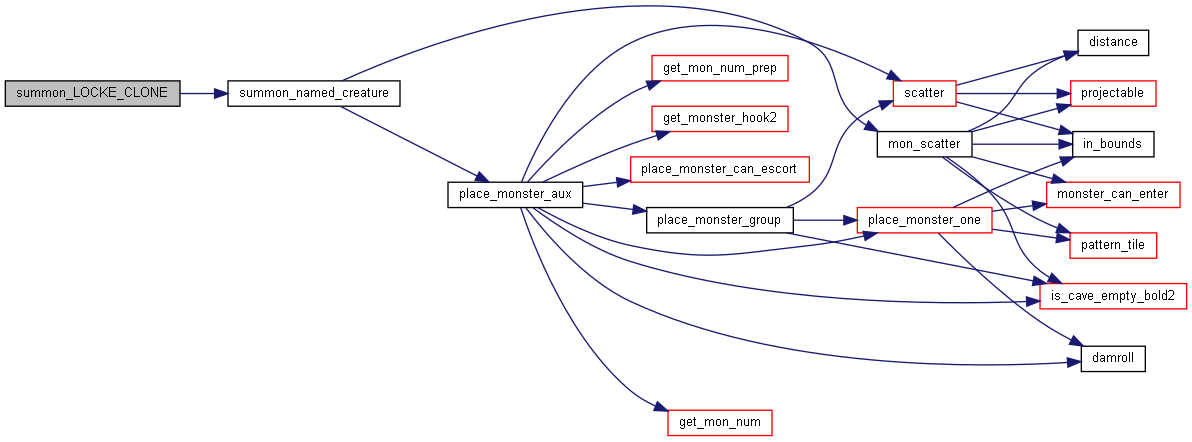 summon_LOCKE_CLONE
summon_named_creature
place_monster_aux
get_mon_num_prep
get_monster_hook2
place_monster_can_escort
place_monster_group
get_mon_num
scatter
mon_scatter
place_monster_one
distance
projectable
in_bounds
monster_can_enter
pattern_tile
is_cave_empty_bold2
damroll